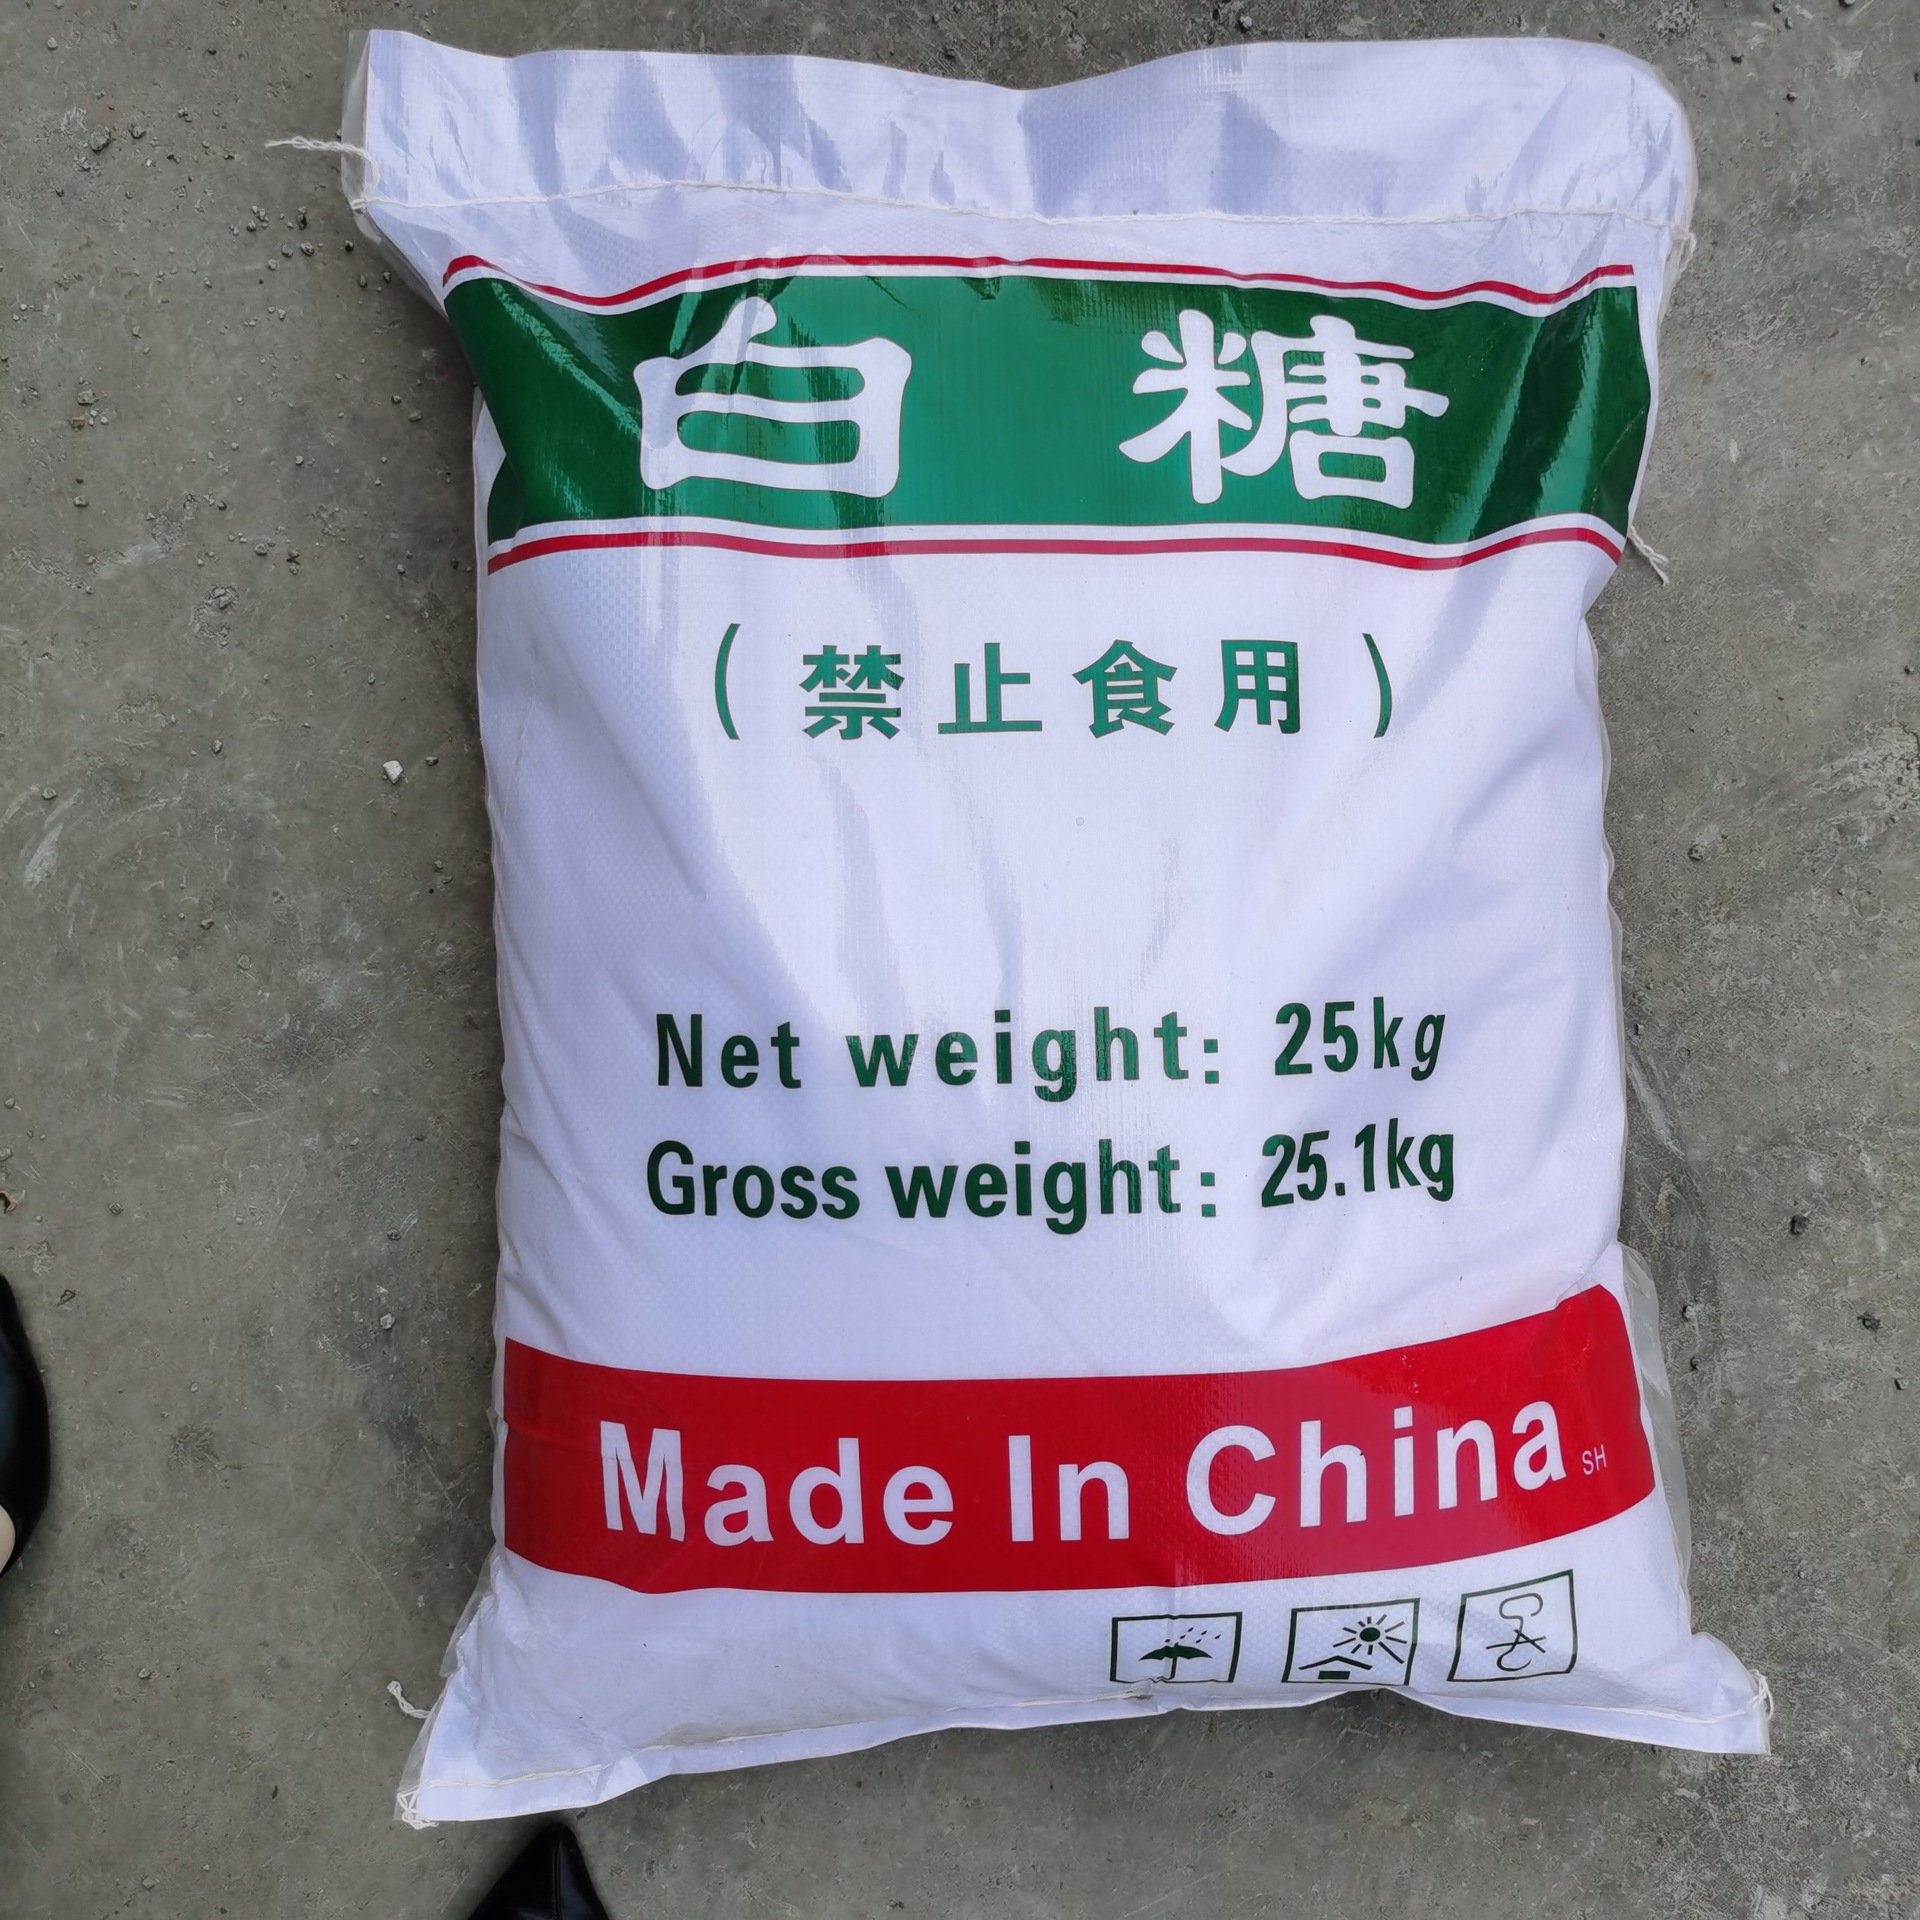 白糖
（禁止食用）
Net weight: 25kg
Gross weight: 25.1kg
Made In China SH